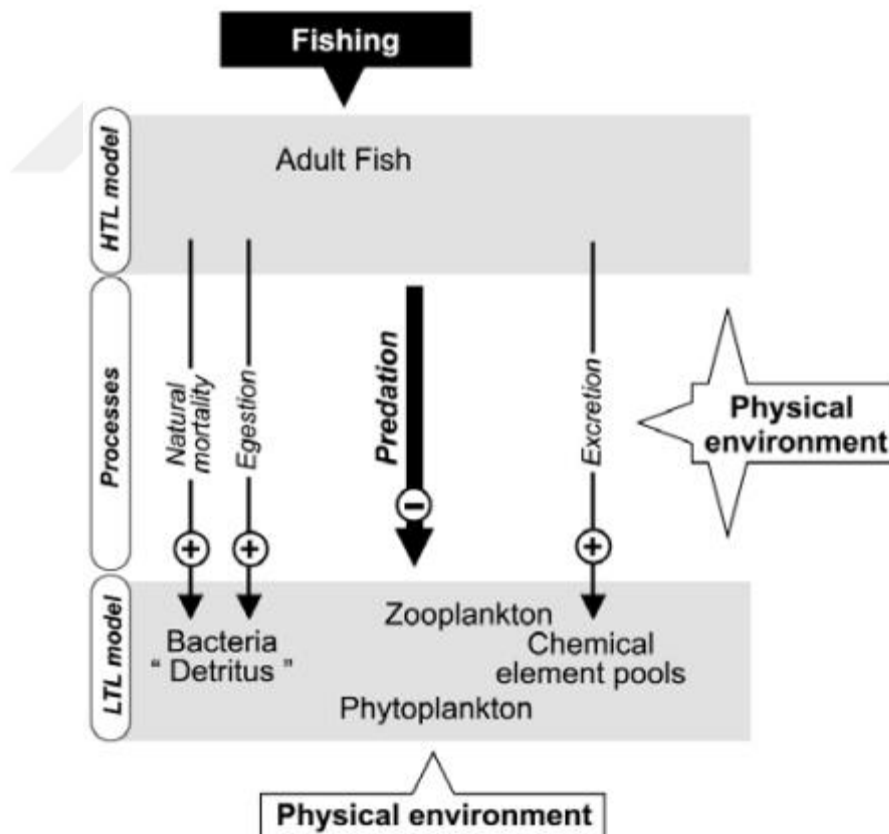 Fishing
HTL model
Adult Fish
Processes
Natural
mortality
Egestion
Predation
Excretion
Physical
environment
−
+
+
+
LTL model
Zooplankton
Bacteria
“ Detritus ”
Chemical
element pools
Phytoplankton
Physical environment